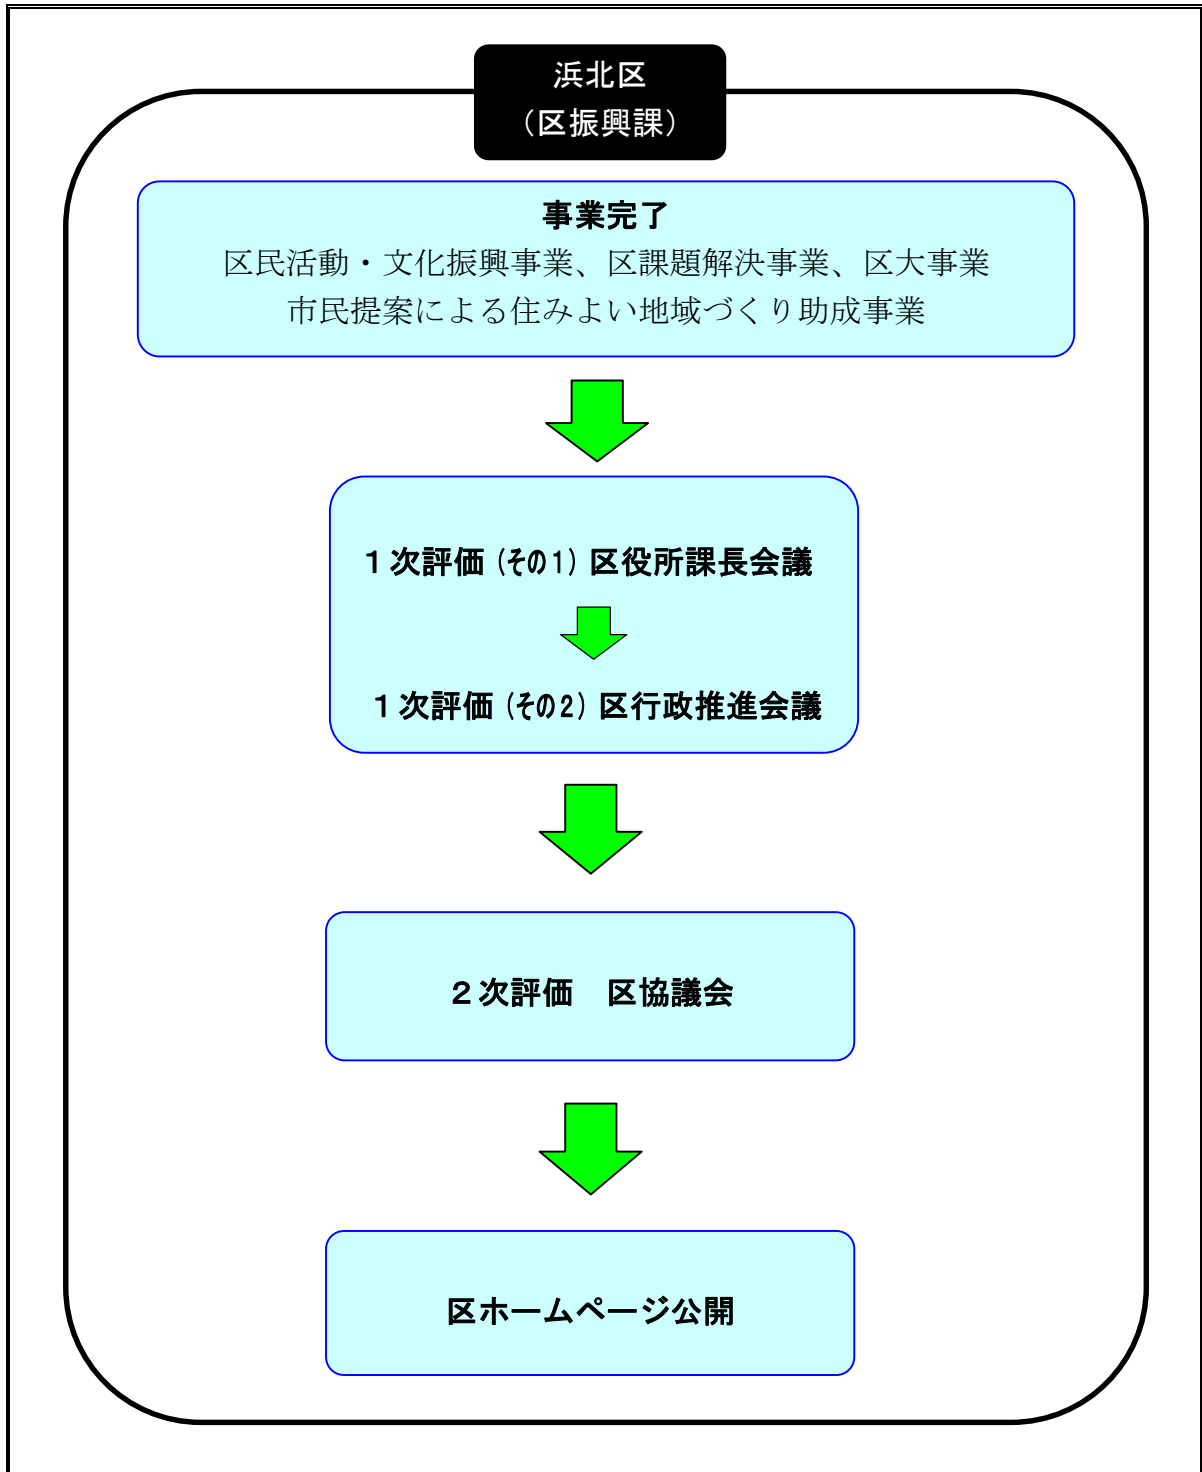 浜北区
（区振興課）
事業完了
区民活動・文化振興事業、区課題解決事業、区大事業
市民提案による住みよい地域づくり助成事業
１次評価（その１）区役所課長会議
１次評価（その２）区行政推進会議
２次評価　区協議会
区ホームページ公開